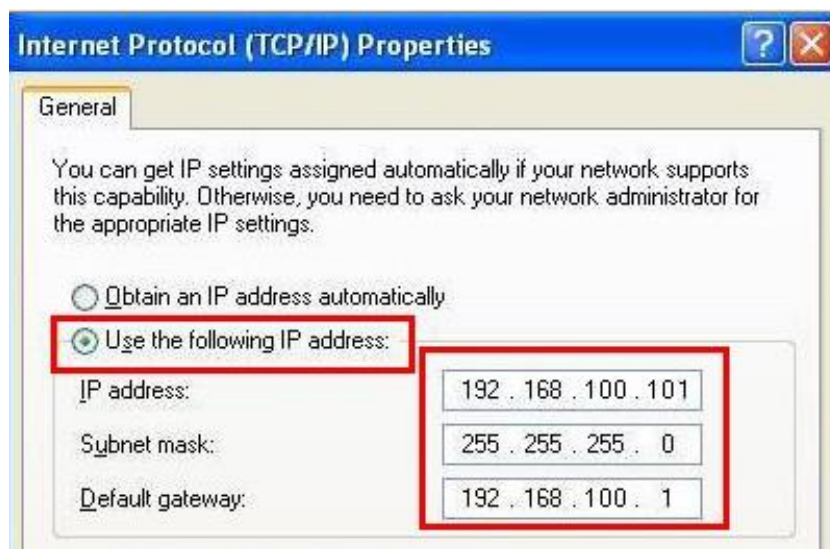 Internet Protocol (TCP/IP) Properties
General
You can get IP settings assigned automatically if your network supports
this capability. Otherwise, you need to ask your network administrator for
the appropriate IP settings.
Obtain an IP address automatically
Use the following IP address:
IP address: 192 . 168 . 100 . 101
Subnet mask: 255 . 255 . 255 . 0
Default gateway: 192 . 168 . 100 . 1